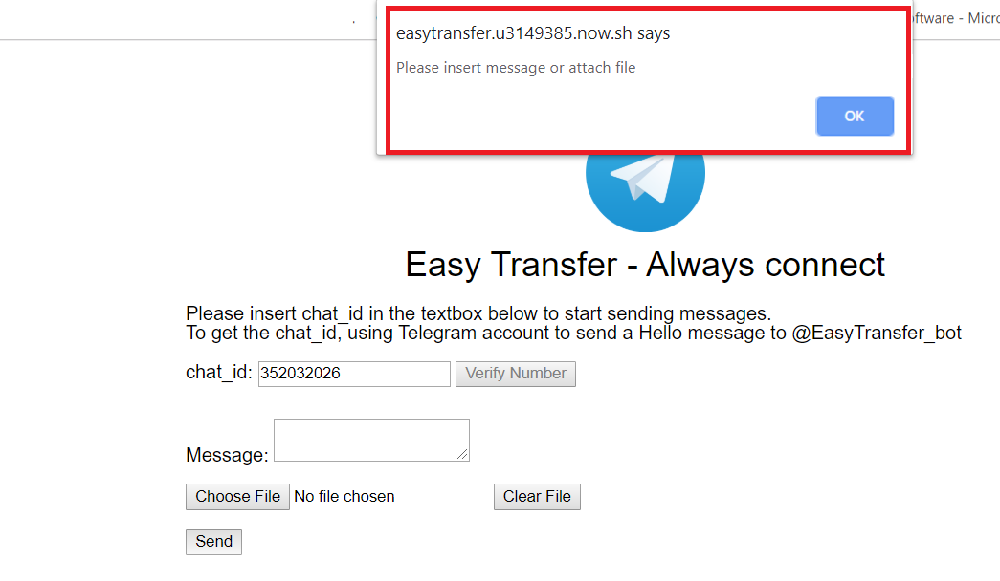 easytransfer.u3149385.now.sh says
Please insert message or attach file
OK
Easy Transfer - Always connect
Please insert chat_id in the textbox below to start sending messages.
To get the chat_id, using Telegram account to send a Hello message to @EasyTransfer_bot
chat_id: 352032026 Verify Number
Message:
Choose File No file chosen Clear File
Send